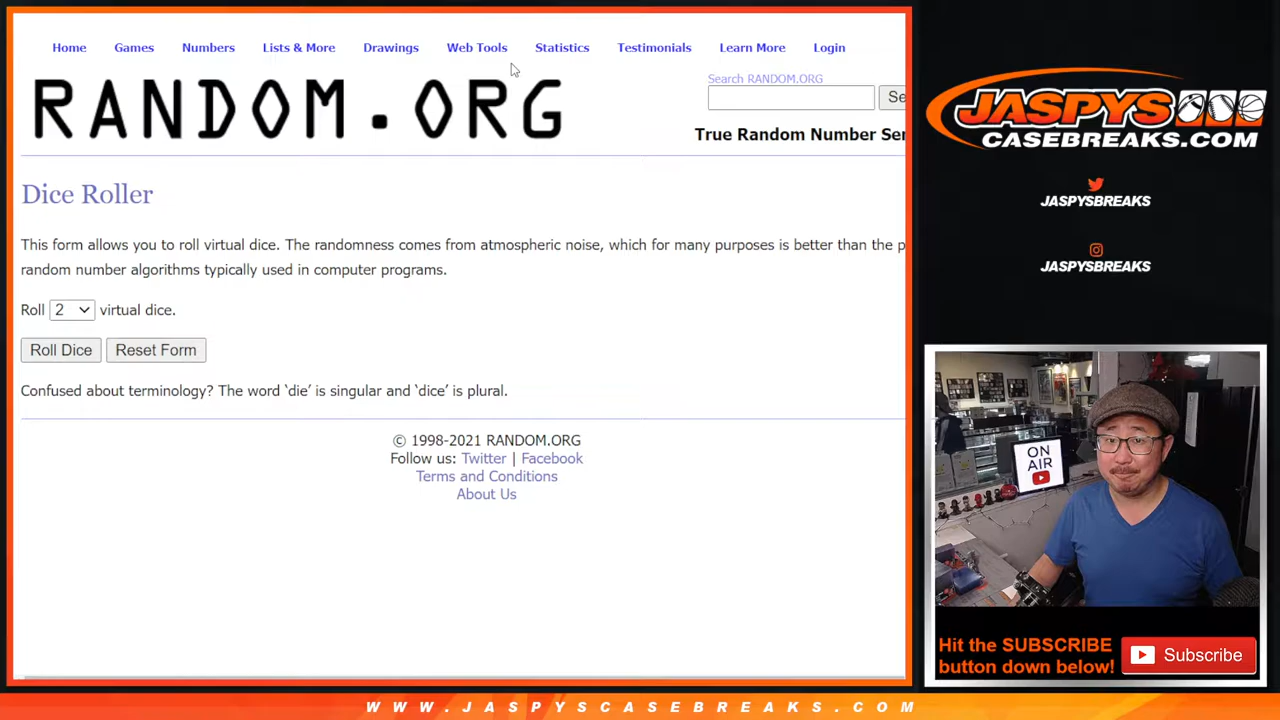 Home Games Numbers Lists & More Drawings Web Tools Statistics Testimonials Learn More Login
RANDOM.ORG
Search RANDOM.ORG
Se
True Random Number Ser
Dice Roller
This form allows you to roll virtual dice. The randomness comes from atmospheric noise, which for many purposes is better than the p
random number algorithms typically used in computer programs.
Roll 2 virtual dice.
Roll Dice Reset Form
Confused about terminology? The word ‘die’ is singular and ‘dice’ is plural.
© 1998-2021 RANDOM.ORG
Follow us: Twitter | Facebook
Terms and Conditions
About Us
JASPYS
CASEBREAKS.COM
JASPYSBREAKS
JASPYSBREAKS
ON
AIR
Hit the SUBSCRIBE
button down below!
Subscribe
WWW.JASPYSCASEBREAKS.COM